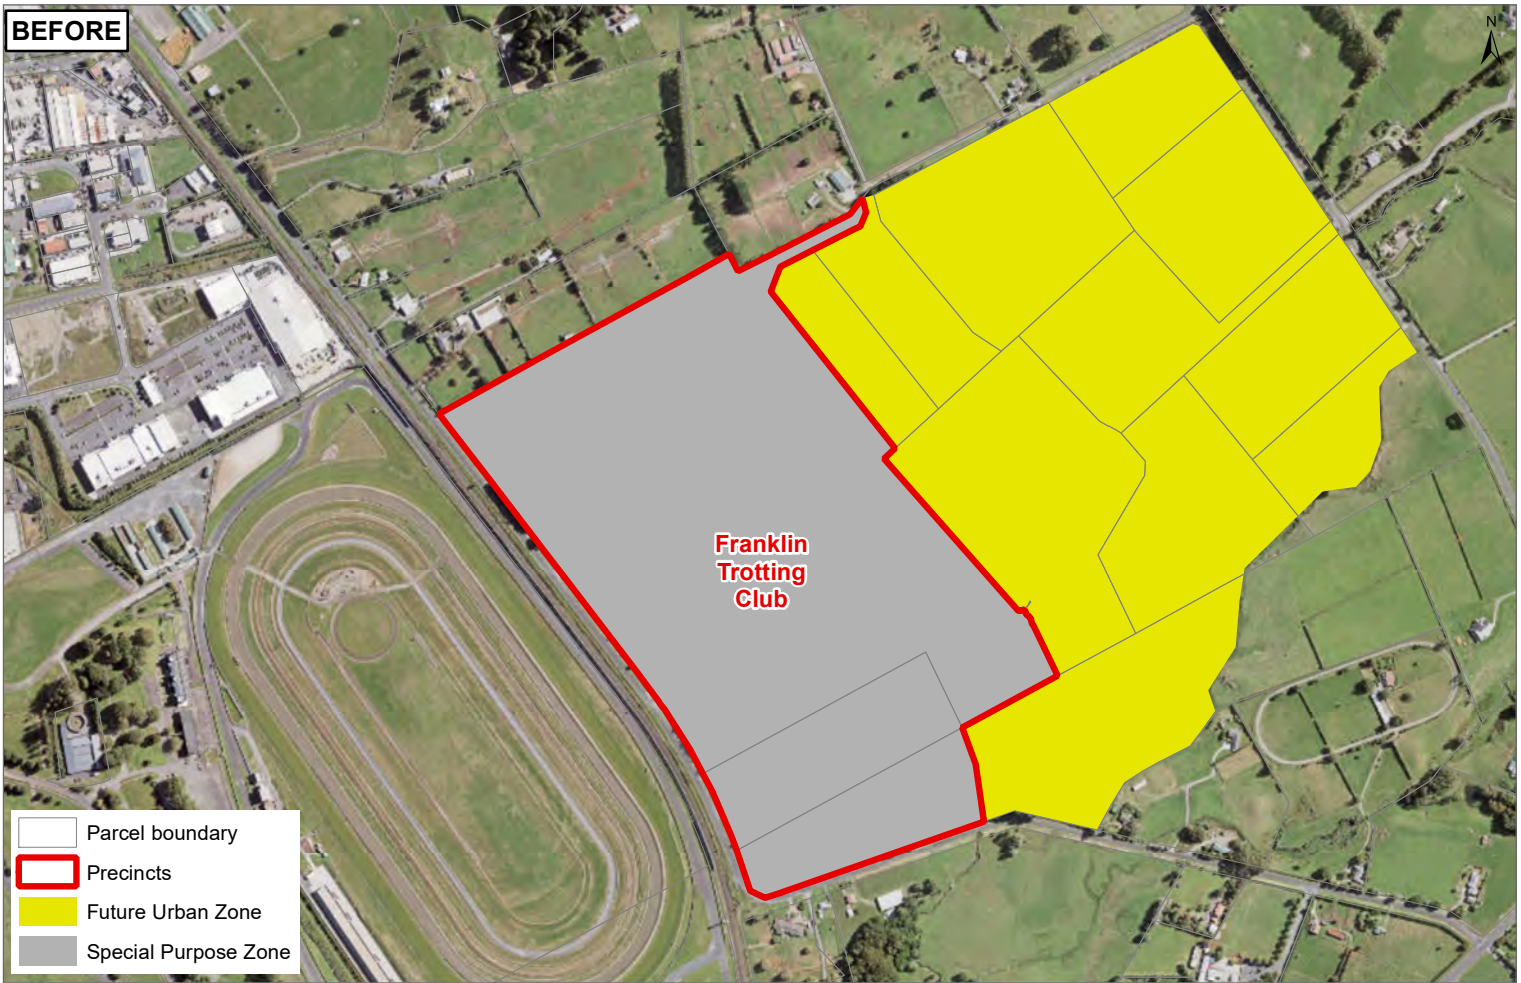 BEFORE
N
Franklin
Trotting
Club
Parcel boundary
Precincts
Future Urban Zone
Special Purpose Zone